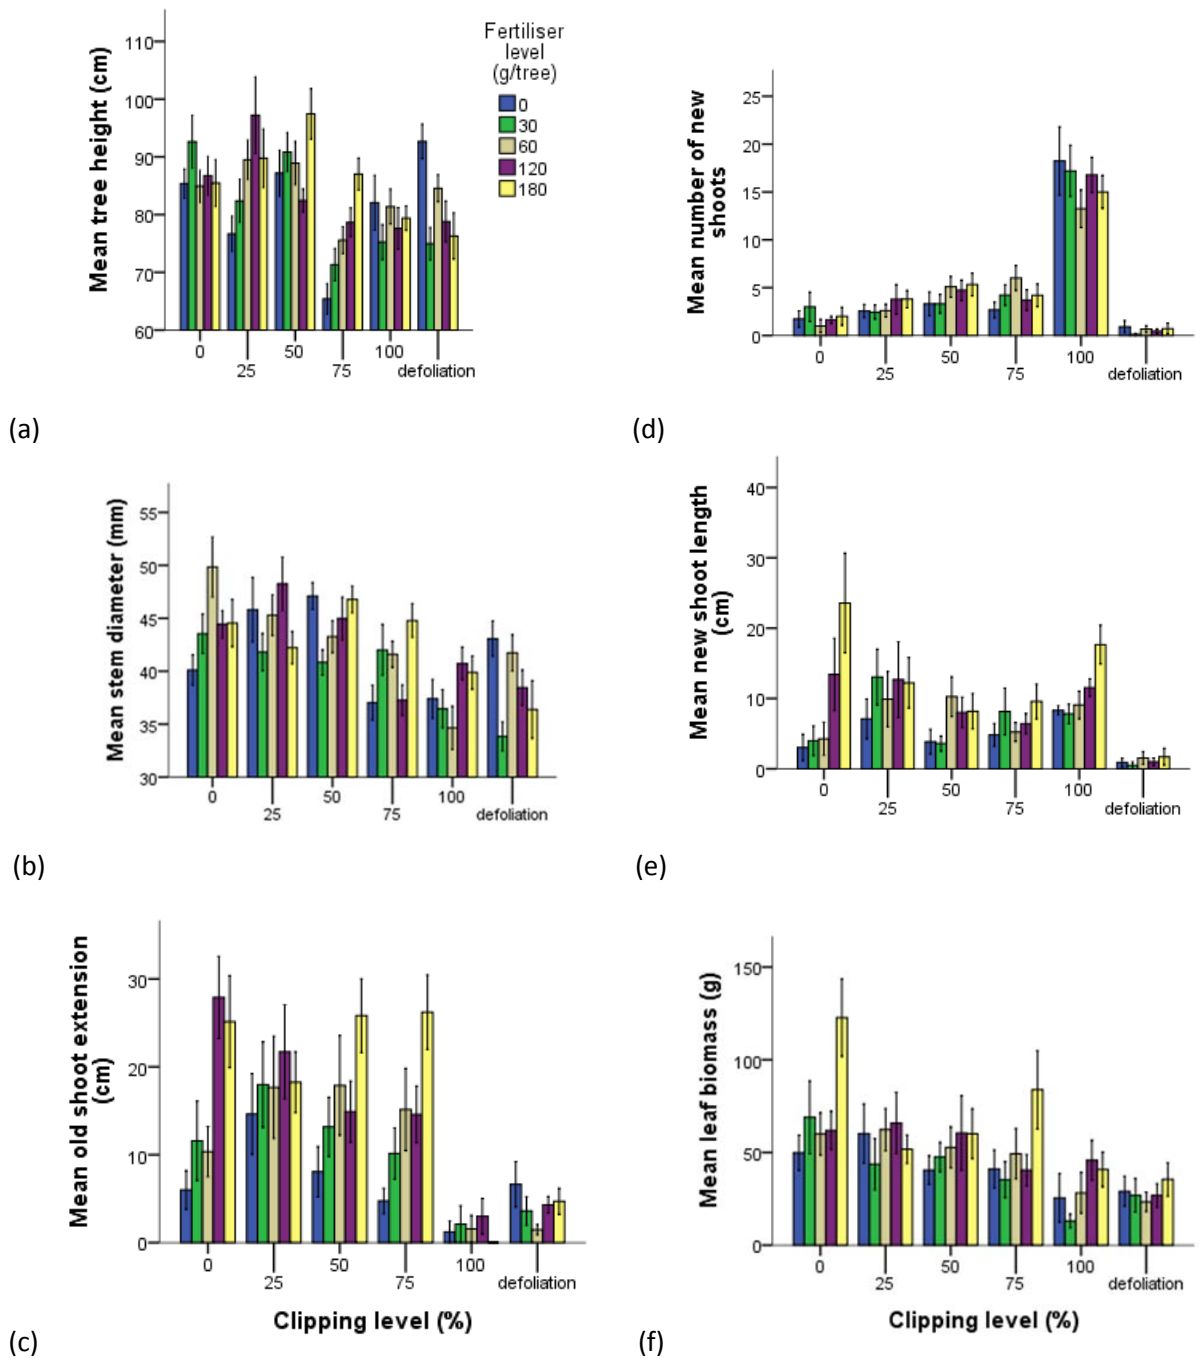 Mean tree height (cm)
110
100
90
80
70
60
0
50
100
25
75
defoliation
Fertiliser
level
(g/tree)
0
30
60
120
180
(a)
Mean number of new
shoots
25
20
15
10
5
0
0
50
100
25
75
defoliation
(d)
Mean stem diameter (mm)
55
50
45
40
35
30
0
50
100
25
75
defoliation
(b)
Mean new shoot length
(cm)
40
30
20
10
0
0
50
100
25
75
defoliation
(e)
Mean old shoot extension
(cm)
30
20
10
0
0
50
100
25
75
defoliation
Clipping level (%)
(c)
Mean leaf biomass (g)
150
100
50
0
0
50
100
25
75
defoliation
Clipping level (%)
(f)